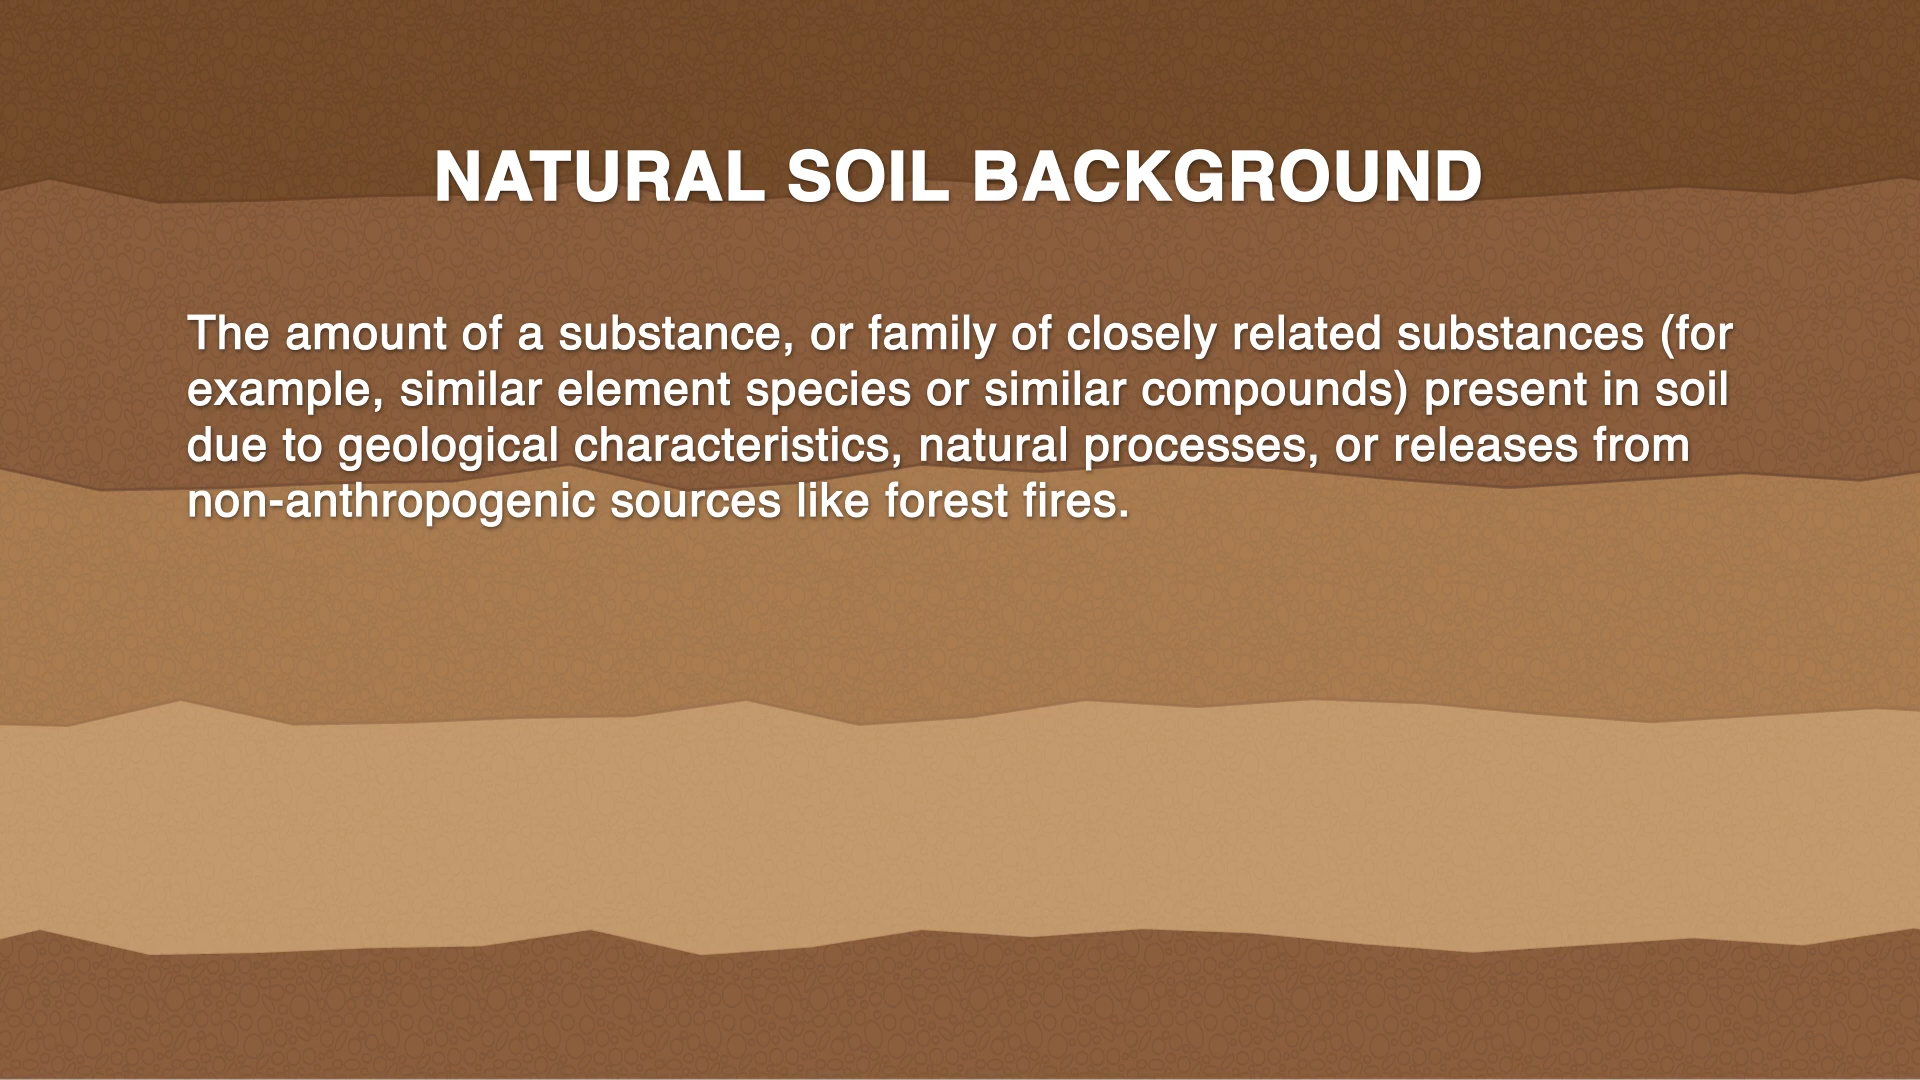 NATURAL SOIL BACKGROUND
The amount of a substance, or family of closely related substances (for
example, similar element species or similar compounds) present in soil
due to geological characteristics, natural processes, or releases from
non-anthropogenic sources like forest fires.